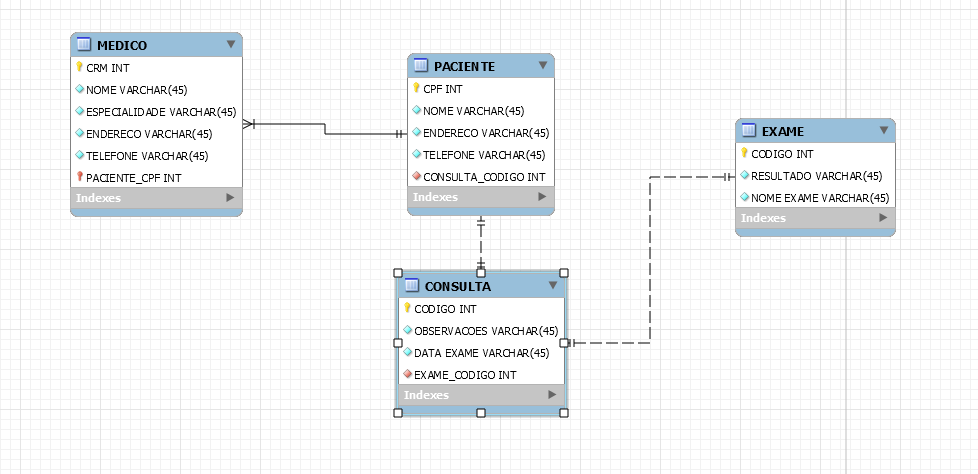 MEDICO
CRM INT
NOME VARCHAR(45)
ESPECIALIDADE VARCHAR(45)
ENDERECO VARCHAR(45)
TELEFONE VARCHAR(45)
PACIENTE_CPF INT
Indexes
PACIENTE
CPF INT
NOME VARCHAR(45)
ENDERECO VARCHAR(45)
TELEFONE VARCHAR(45)
CONSULTA_CODIGO INT
Indexes
EXAME
CODIGO INT
RESULTADO VARCHAR(45)
NOME EXAME VARCHAR(45)
Indexes
CONSULTA
CODIGO INT
OBSERVACOES VARCHAR(45)
DATA EXAME VARCHAR(45)
EXAME_CODIGO INT
Indexes